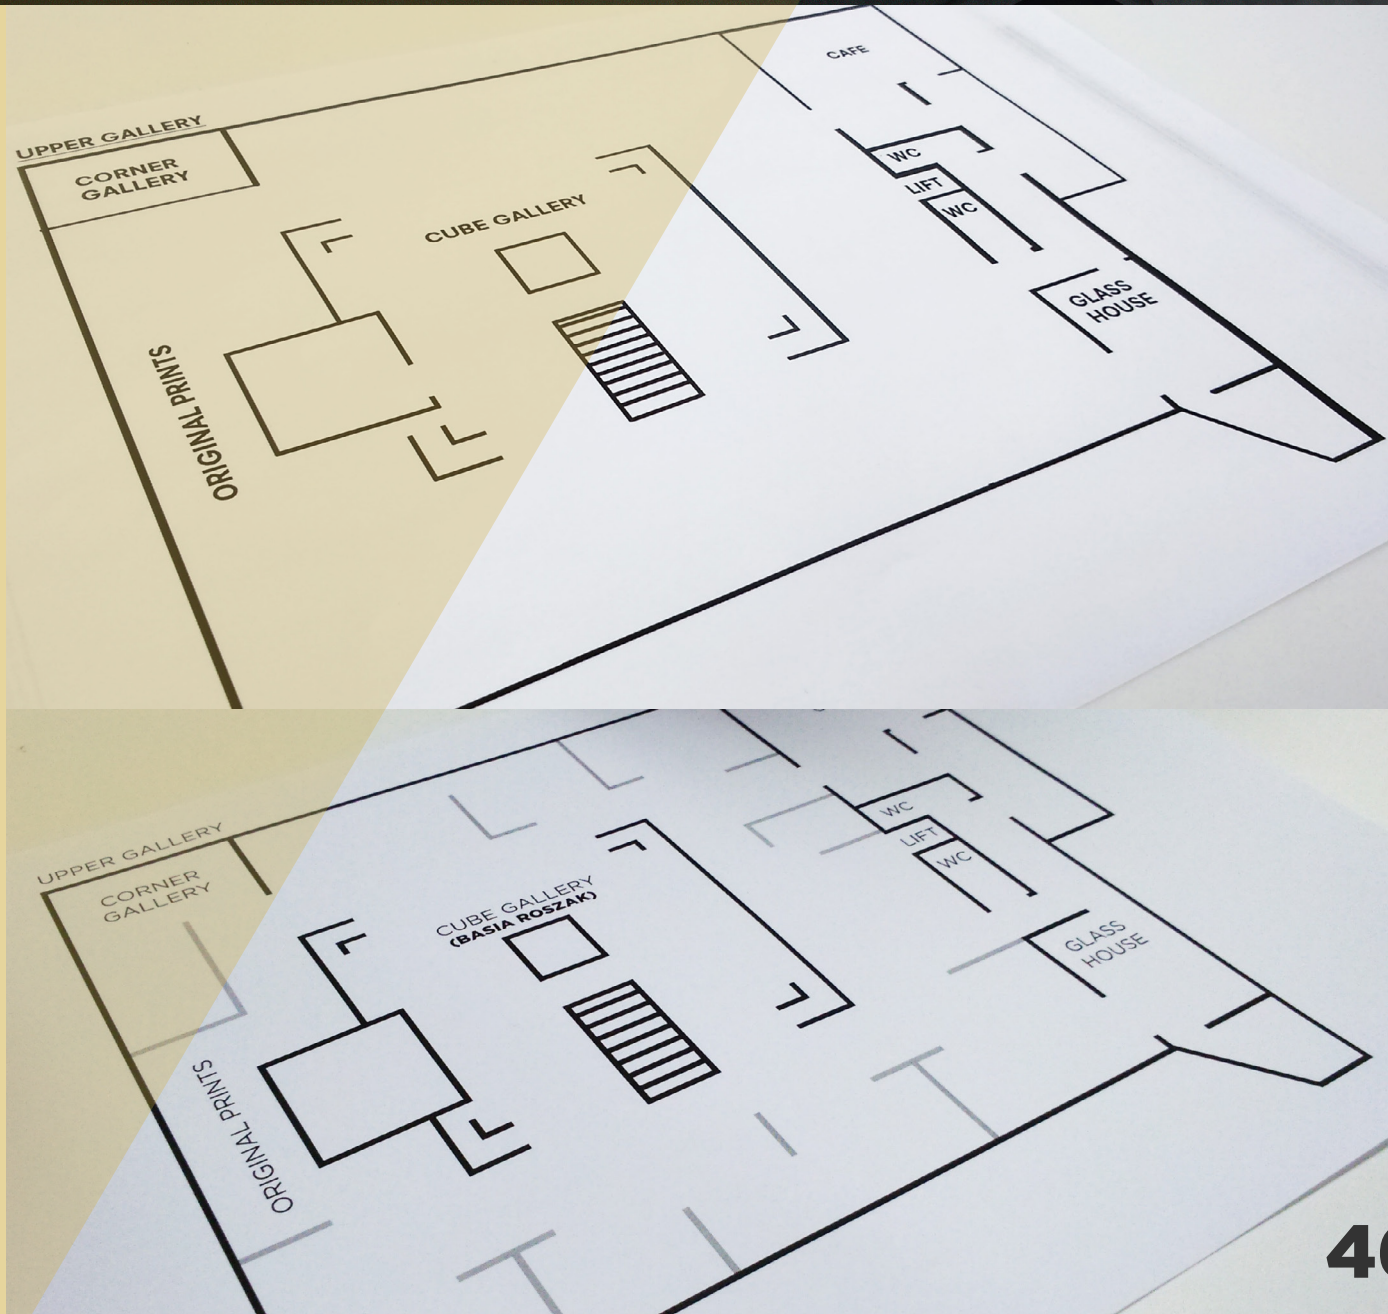 CAFE
UPPER GALLERY
CORNER
GALLERY
WC
LIFT
WC
CUBE GALLERY
GLASS
HOUSE
ORIGINAL PRINTS
UPPER GALLERY
CORNER
GALLERY
WC
LIFT
WC
CUBE GALLERY
(BASIA ROSZAK)
GLASS
HOUSE
ORIGINAL PRINTS